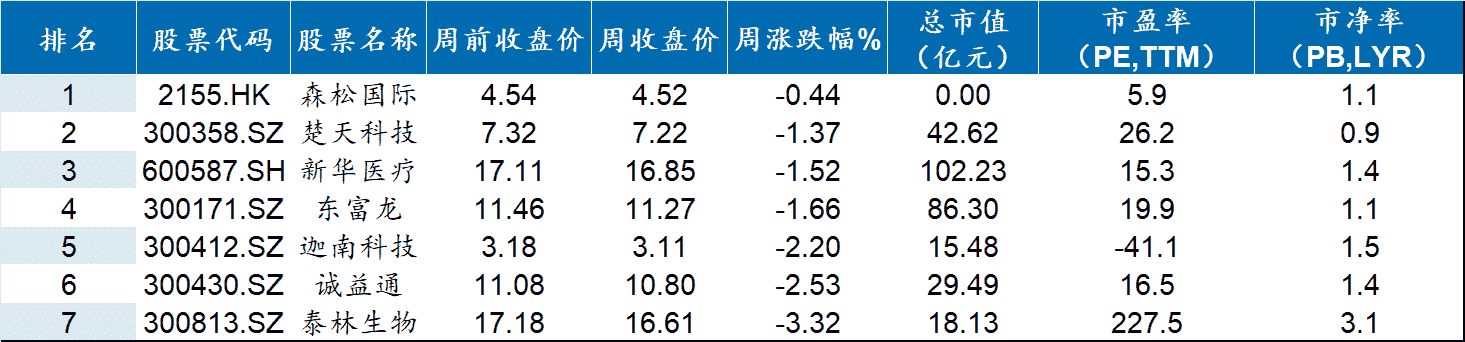 排名 股票代码 股票名称 周前收盘价 周收盘价 周涨跌幅% 总市值（亿元） 市盈率（PE,TTM） 市净率（PB,LYR）
1 2155.HK 森松国际 4.54 4.52 -0.44 0.00 5.9 1.1
2 300358.SZ 楚天科技 7.32 7.22 -1.37 42.62 26.2 0.9
3 600587.SH 新华医疗 17.11 16.85 -1.52 102.23 15.3 1.4
4 300171.SZ 东富龙 11.46 11.27 -1.66 86.30 19.9 1.1
5 300412.SZ 迦南科技 3.18 3.11 -2.20 15.48 -41.1 1.5
6 300430.SZ 诚益通 11.08 10.80 -2.53 29.49 16.5 1.4
7 300813.SZ 泰林生物 17.18 16.61 -3.32 18.13 227.5 3.1